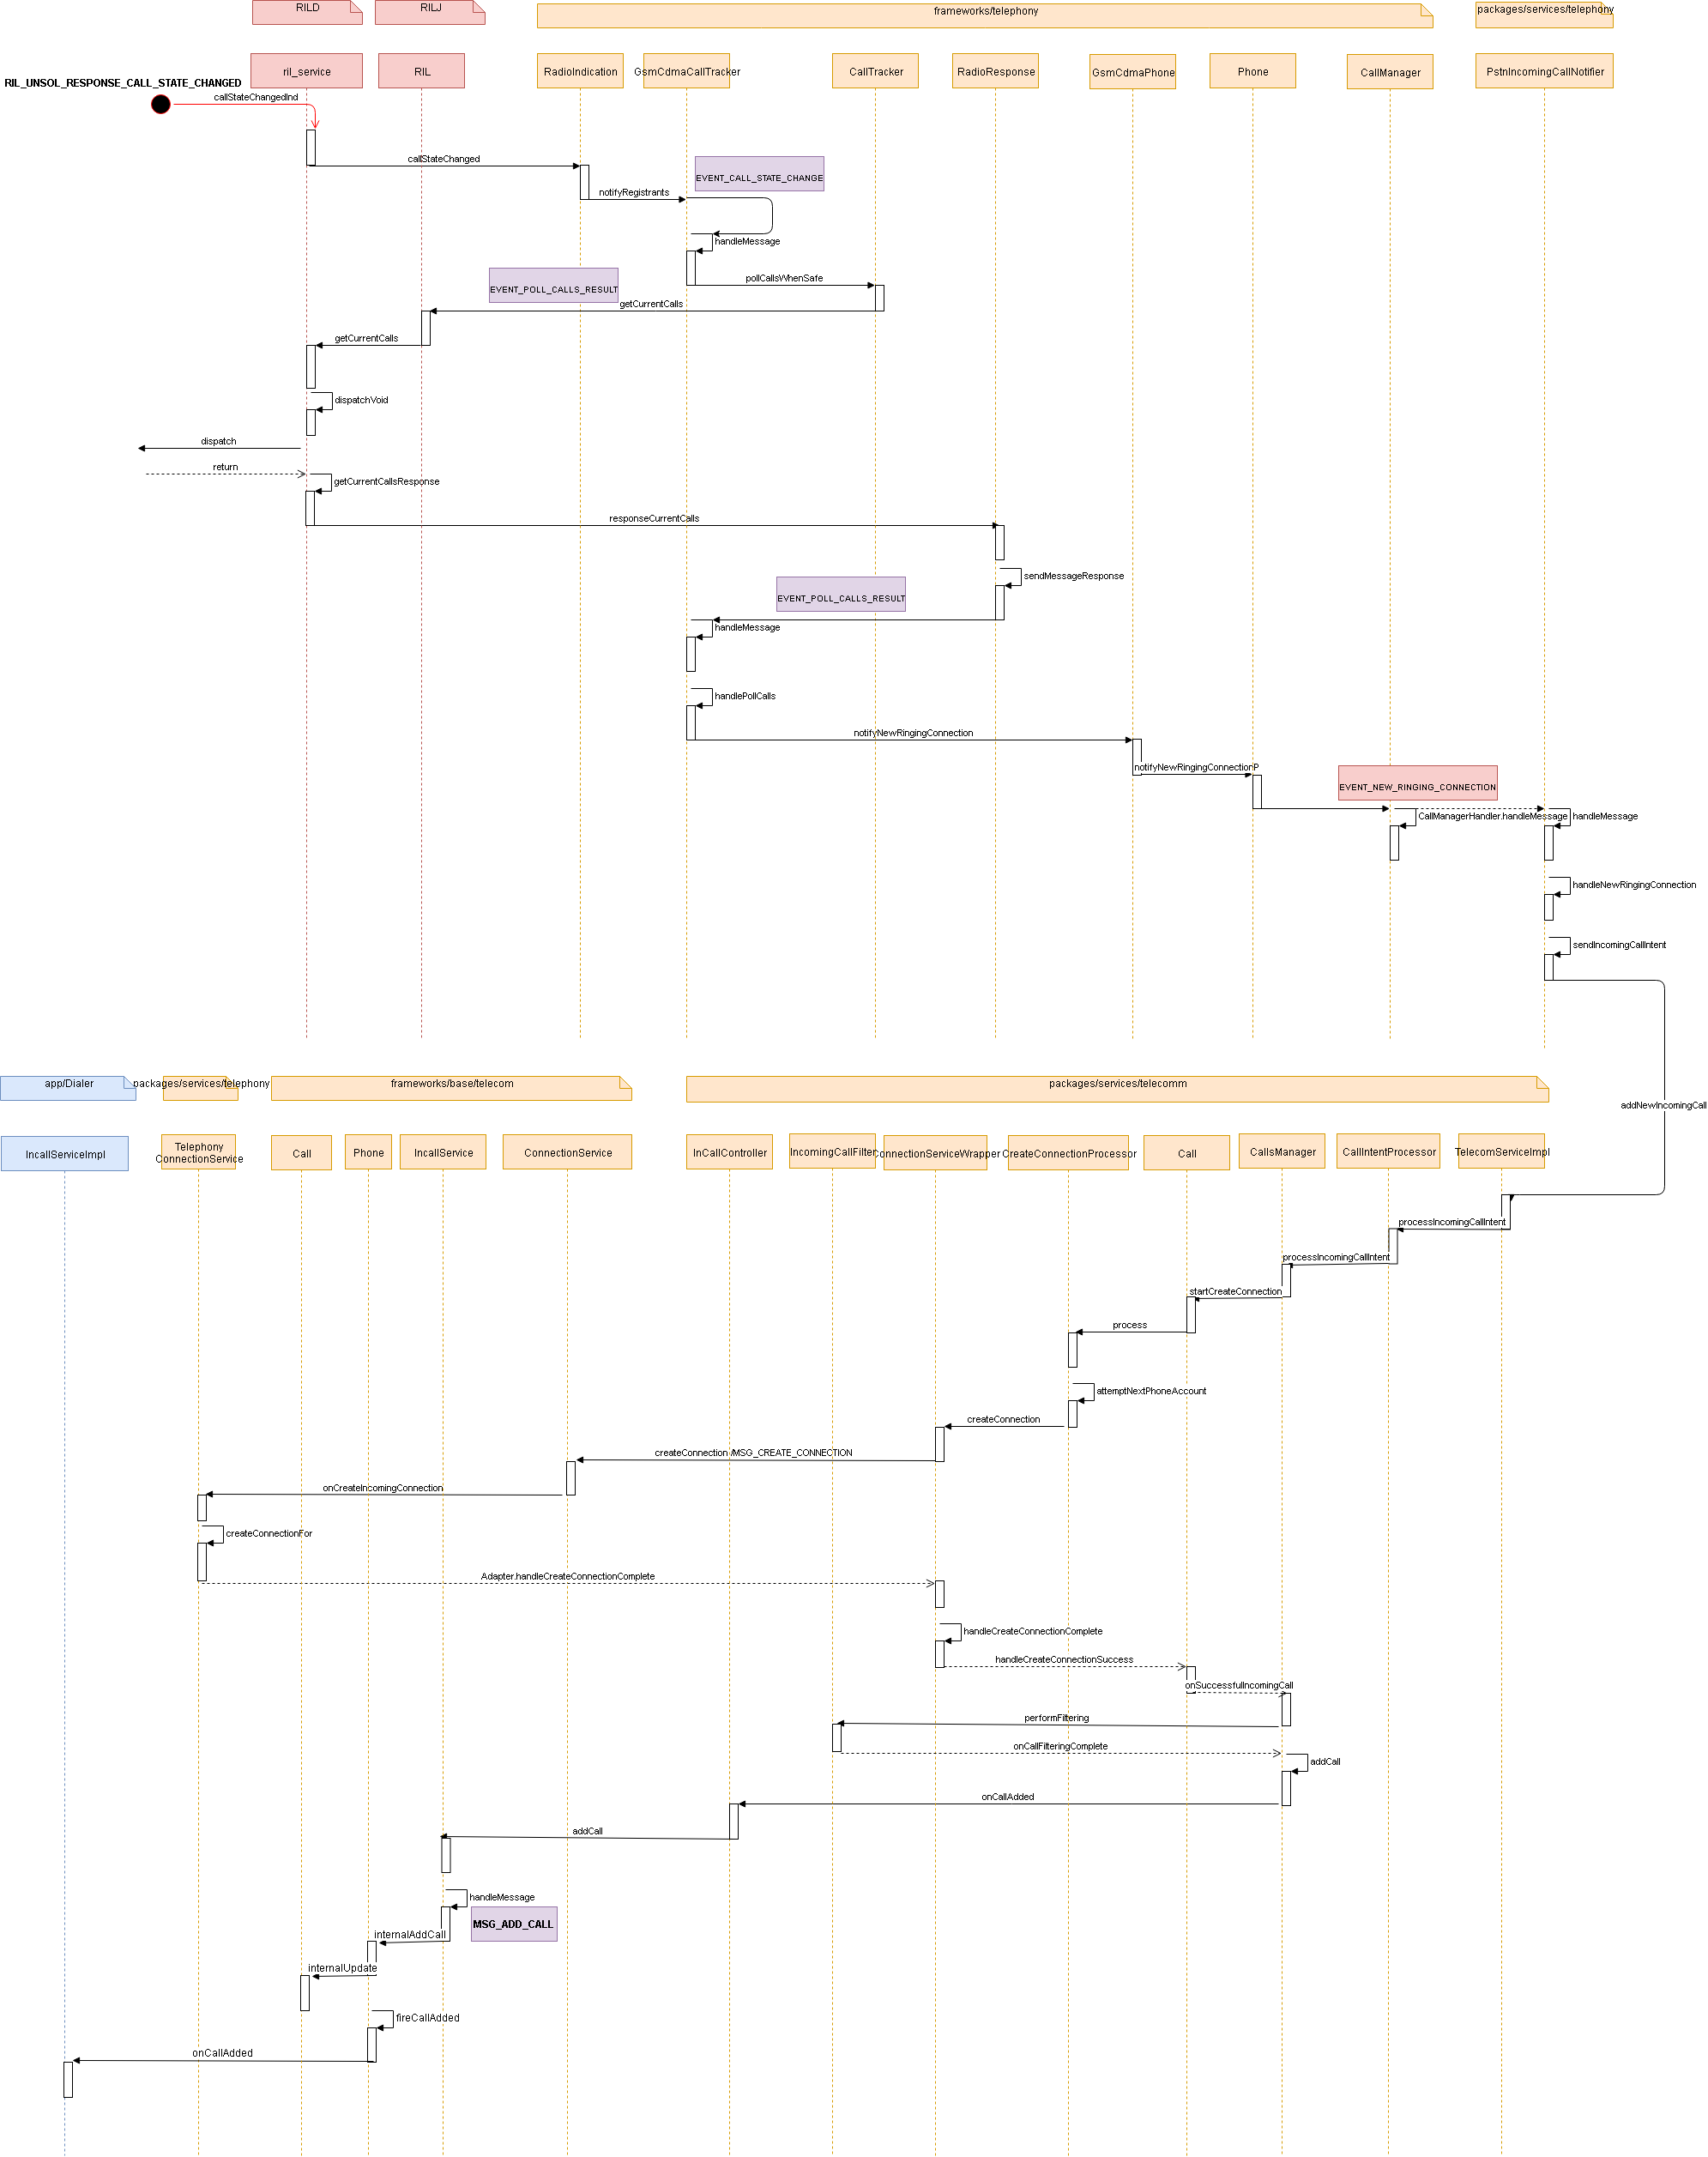 RILD
RILJ
frameworks/telephony
packages/services/telephony
ril_service
RIL
RadioIndication
GsmCdmaCallTracker
CallTracker
RadioResponse
GsmCdmaPhone
Phone
CallManager
PstnIncomingCallNotifier
RIL_UNSOL_RESPONSE_CALL_STATE_CHANGED
callStateChangedInd
callStateChanged
EVENT_CALL_STATE_CHANGE
notifyRegistrants
handleMessage
pollCallsWhenSafe
EVENT_POLL_CALLS_RESULT
getCurrentCalls
getCurrentCalls
dispatchVoid
dispatch
return
getCurrentCallsResponse
responseCurrentCalls
sendMessageResponse
EVENT_POLL_CALLS_RESULT
handleMessage
handlePollCalls
notifyNewRingingConnection
notifyNewRingingConnectionP
EVENT_NEW_RINGING_CONNECTION
CallManagerHandler.handleMessage
handleMessage
handleNewRingingConnection
sendIncomingCallIntent
app/Dialer
packages/services/telephony
frameworks/base/telecom
packages/services/telecomm
addNewIncomingCall
IncallServiceImpl
Telephony
ConnectionService
Call
Phone
IncallService
ConnectionService
InCallController
IncomingCallFilter
ConnectionServiceWrapper
CreateConnectionProcessor
Call
CallsManager
CallIntentProcessor
TelecomServiceImpl
processIncomingCallIntent
processIncomingCallIntent
startCreateConnection
process
attemptNextPhoneAccount
createConnection
createConnection /MSG_CREATE_CONNECTION
onCreateIncomingConnection
createConnectionFor
Adapter.handleCreateConnectionComplete
handleCreateConnectionComplete
handleCreateConnectionSuccess
onSuccessfulIncomingCall
performFiltering
onCallFilteringComplete
addCall
onCallAdded
addCall
handleMessage
MSG_ADD_CALL
internalAddCall
internalUpdate
fireCallAdded
onCallAdded